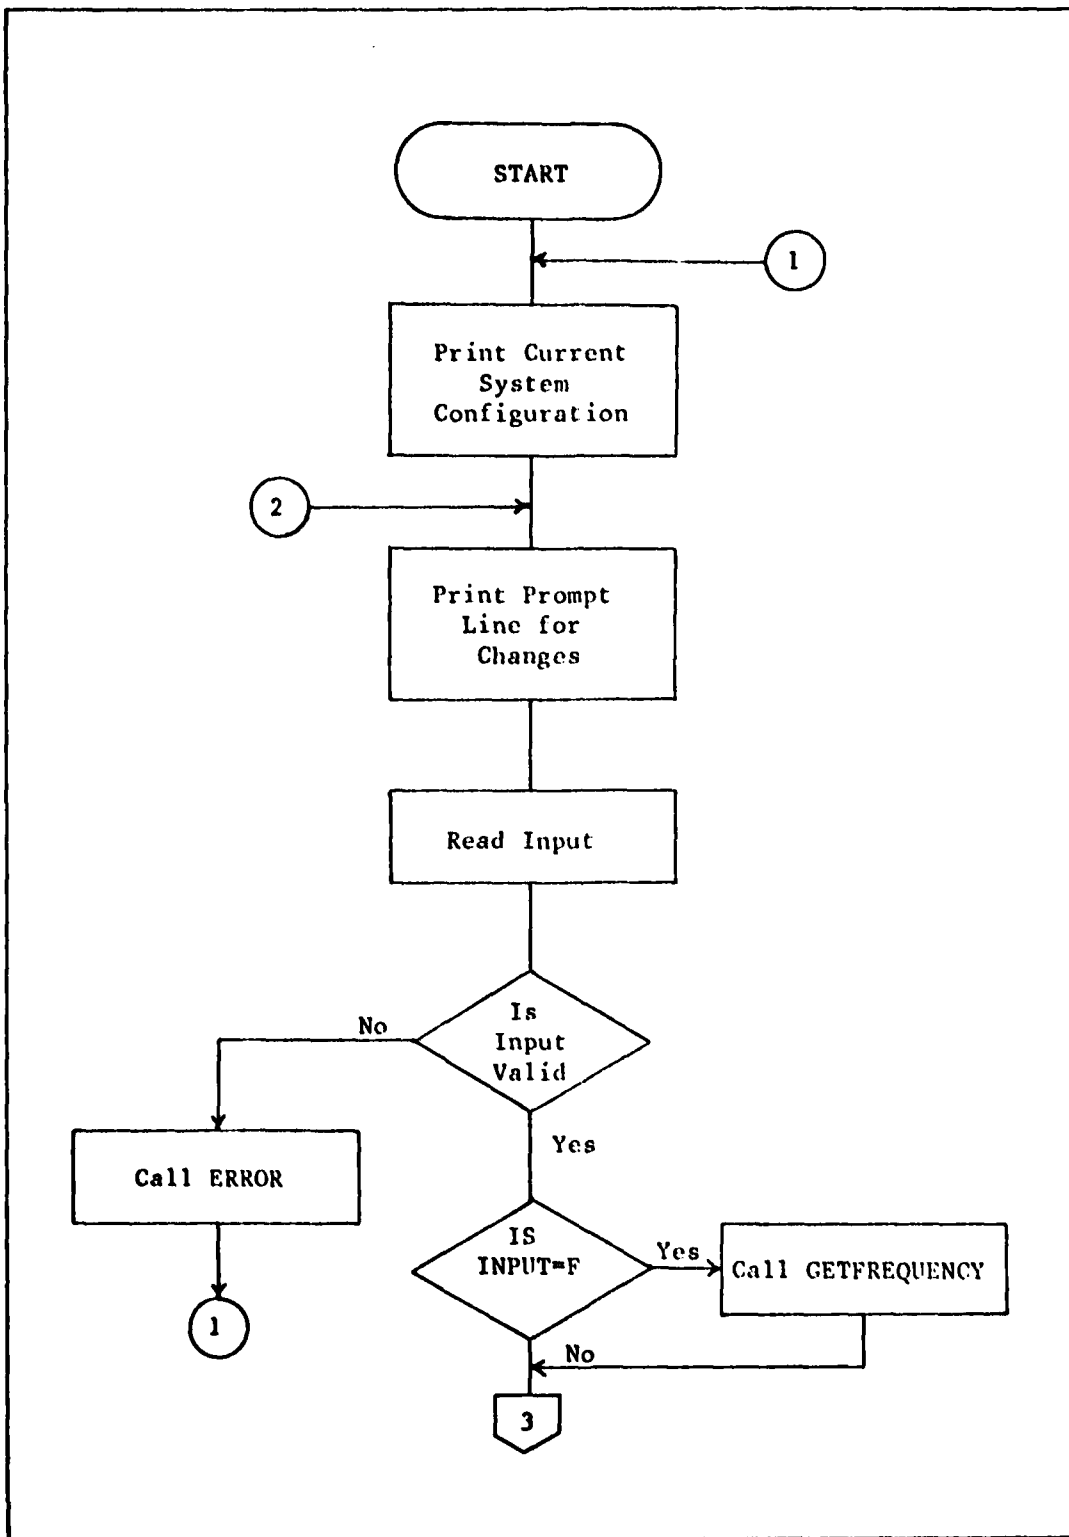 START
1
Print Current
System
Configuration
2
Print Prompt
Line for
Changes
Read Input
Is
Input
Valid
No
Yes
Call ERROR
1
IS
INPUT=F
Yes
Call GETFREQUENCY
No
3